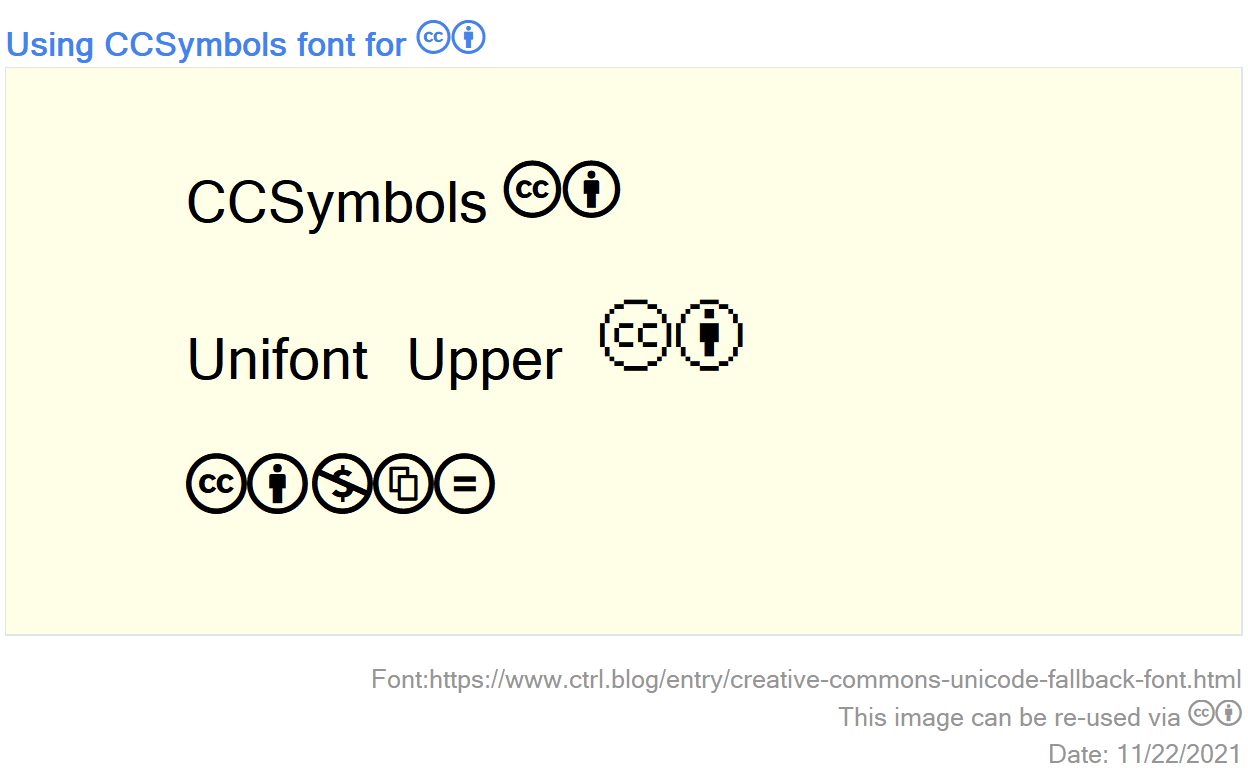 Using CCSymbols font for 🅭🅯
CCSymbols 🅭🅯
Unifont Upper 🅭🅯
🅭🅯🄏🄎⊜
Font:https://www.ctrl.blog/entry/creative-commons-unicode-fallback-font.html
This image can be re-used via 🅭🅯
Date: 11/22/2021